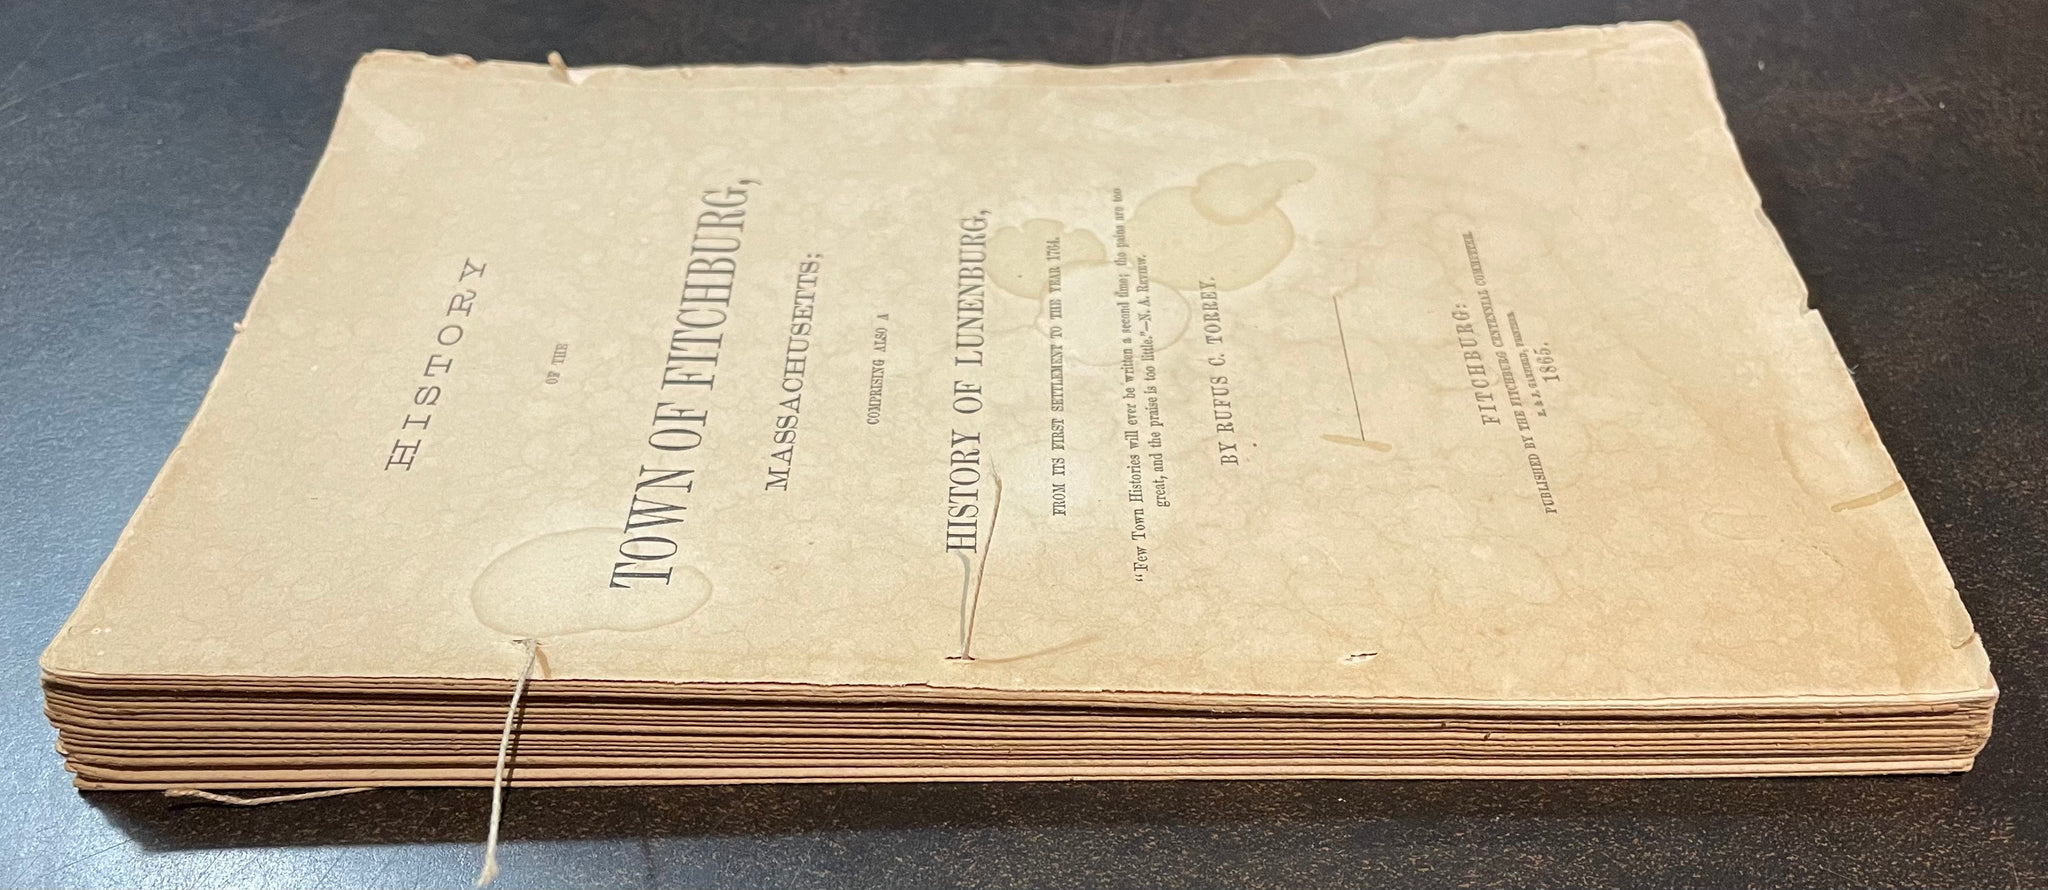 HISTORY
OF THE
TOWN OF FITCHBURG,
MASSACHUSETTS;
COMPRISING ALSO A
HISTORY OF LUNENBURG,
FROM ITS FIRST SETTLEMENT TO THE YEAR 1764.
"Few Town Histories will ever be written a second time; the pains are too
great, and the praise is too little."—N. A. REVIEW.
BY RUFUS C. TORREY.
FITCHBURG:
PUBLISHED BY THE FITCHBURG CENTENNIAL COMMITTEE.
E. & J. GARFIELD, PRINTERS.
1865.